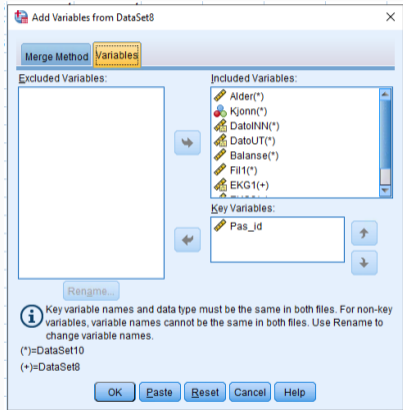 Add Variables from DataSet8
Merge Method Variables
Excluded Variables:
Included Variables:
Alder(*)
Kjonn(*)
DatoINN(*)
DatoUT(*)
Balanse(*)
Fil1(*)
EKG1(+)
Key Variables:
Pas_id
Rename...
Key variable names and data type must be the same in both files. For non-key
variables, variable names cannot be the same in both files. Use Rename to
change variable names.
(*)=DataSet10
(+)=DataSet8
OK Paste Reset Cancel Help